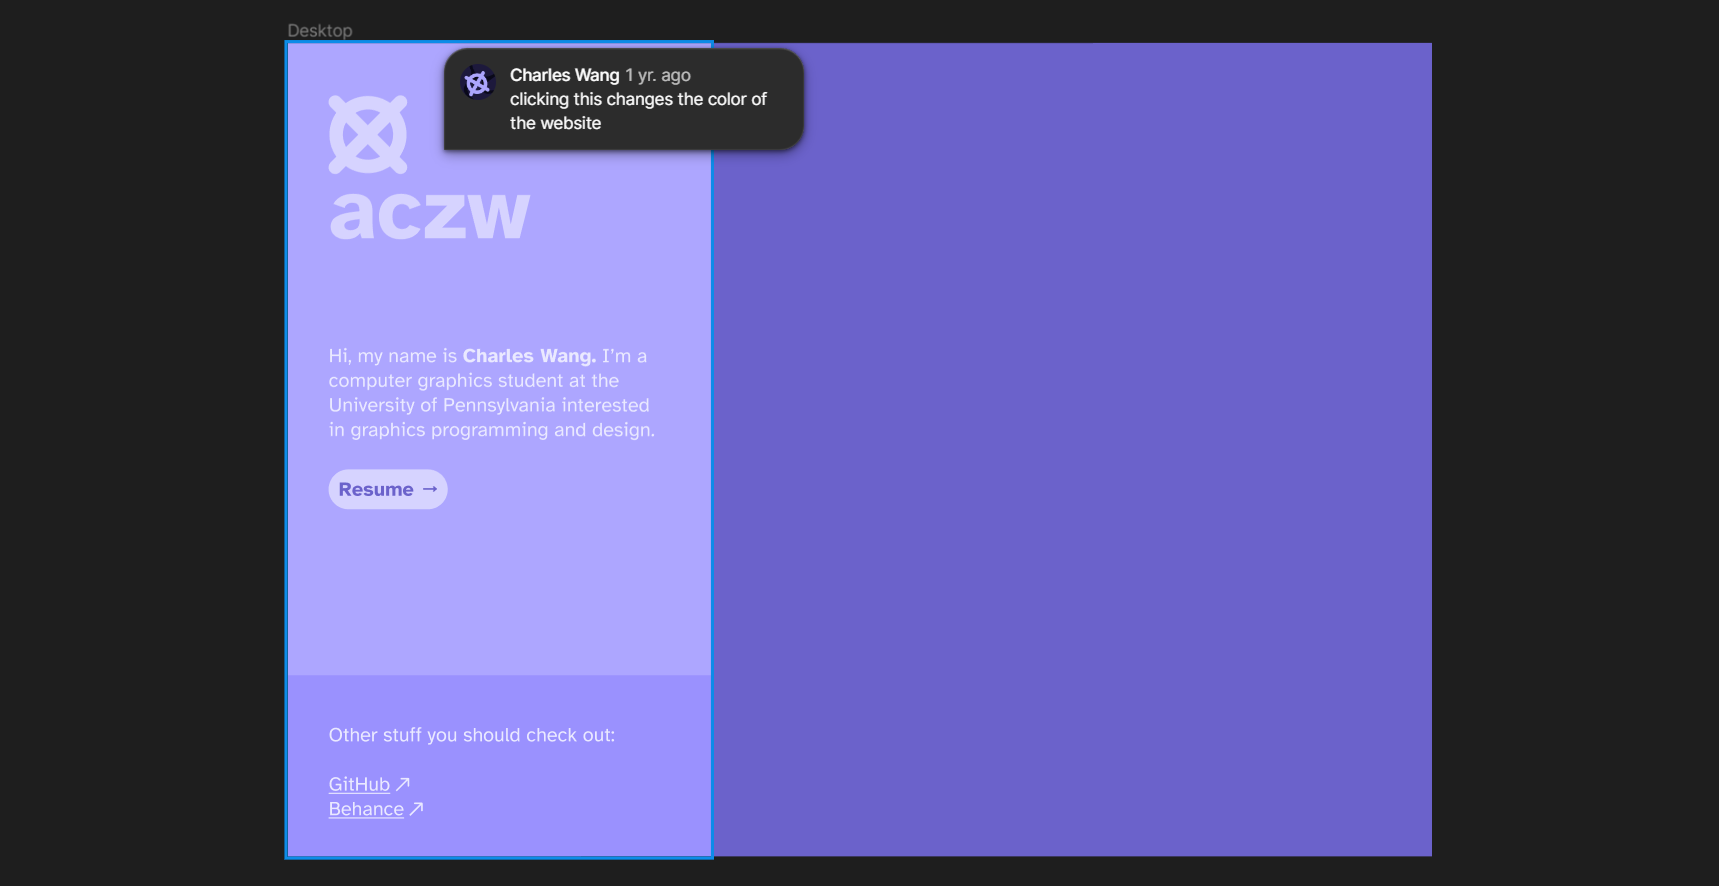 Desktop
Charles Wang 1 yr. ago
clicking this changes the color of
the website
aczw
Hi, my name is Charles Wang. I’m a
computer graphics student at the
University of Pennsylvania interested
in graphics programming and design.
Resume →
Other stuff you should check out:
GitHub ↗
Behance ↗